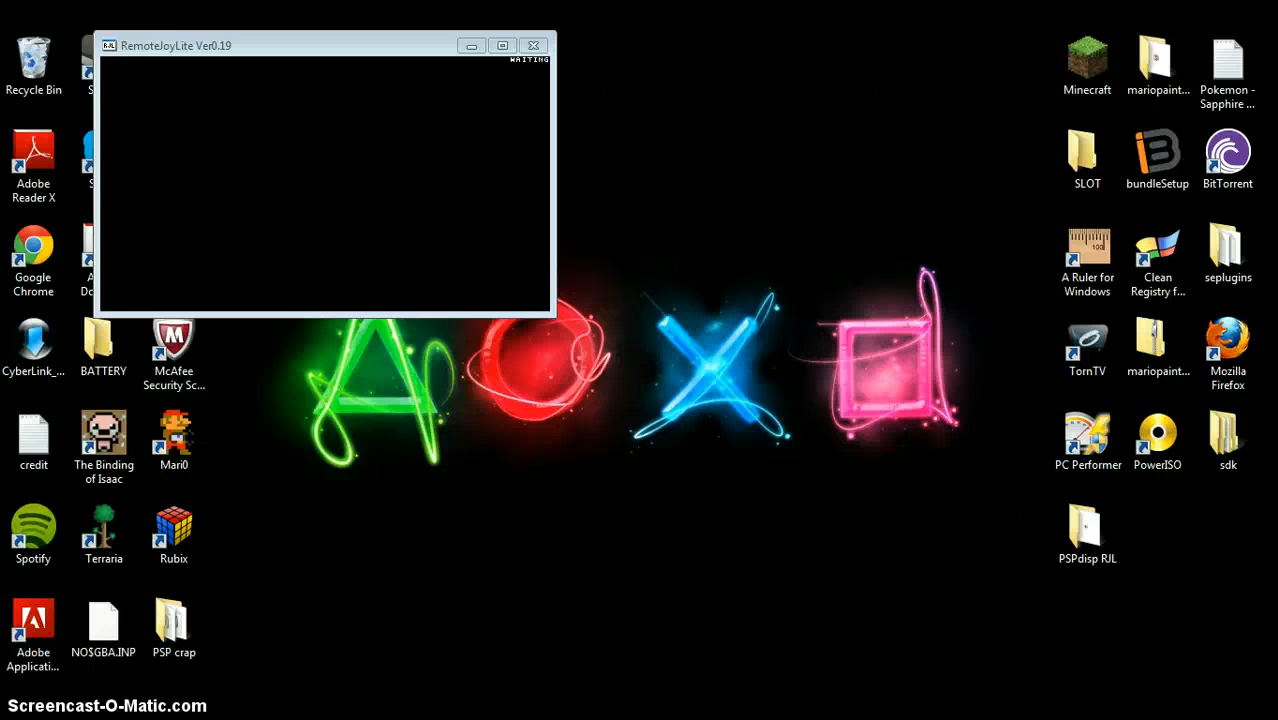 RJL RemoteJoyLite Ver0.19
WAITING
Recycle Bin
S
Adobe
Reader X
S
Google
Chrome
A
Do
CyberLink_...
BATTERY
McAfee
Security Sc...
credit
The Binding
of Isaac
Mari0
Spotify
Terraria
Rubix
Adobe
Applicati...
NO$GBA.INP
PSP crap
Minecraft
mariopaint...
Pokemon -
Sapphire ...
SLOT
bundleSetup
BitTorrent
A Ruler for
Windows
100
Clean
Registry f...
seplugins
TornTV
mariopaint...
Mozilla
Firefox
PC Performer
PowerISO
sdk
PSPdisp RJL
Screencast-O-Matic.com